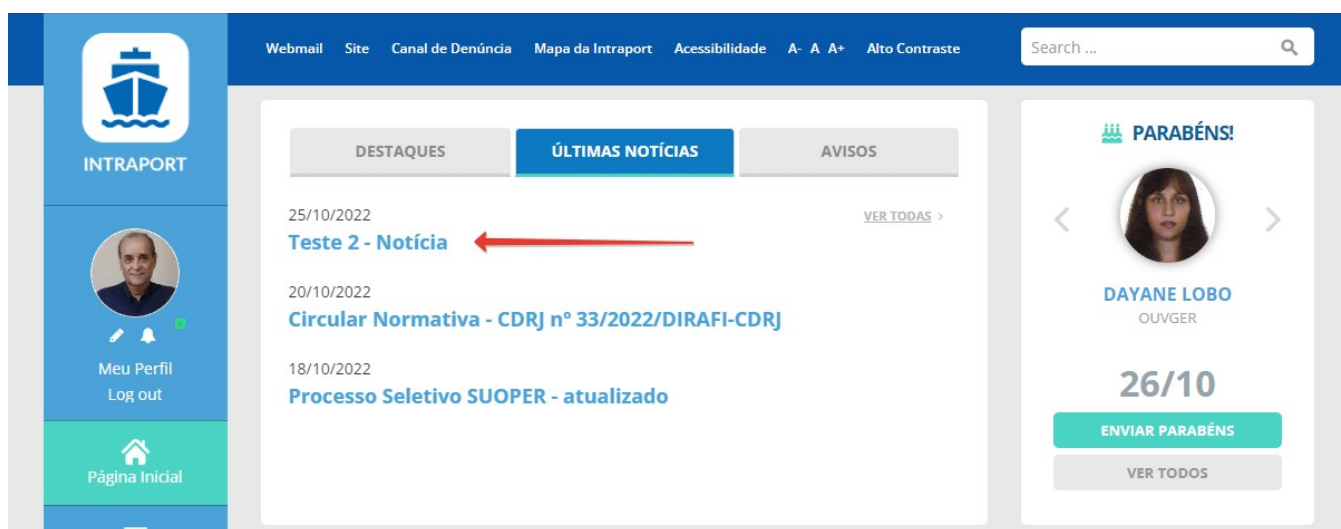 Webmail Site Canal de Denúncia Mapa da Intraport Acessibilidade A- A A+ Alto Contraste
Search ...
INTRAPORT
Meu Perfil
Log out
Página Inicial
DESTAQUES
ÚLTIMAS NOTÍCIAS
AVISOS
25/10/2022
VER TODAS >
Teste 2 - Notícia
20/10/2022
Circular Normativa - CDRJ nº 33/2022/DIRAFI-CDRJ
18/10/2022
Processo Seletivo SUOPER - atualizado
PARABÉNS!
DAYANE LOBO
OUVGER
26/10
ENVIAR PARABÉNS
VER TODOS